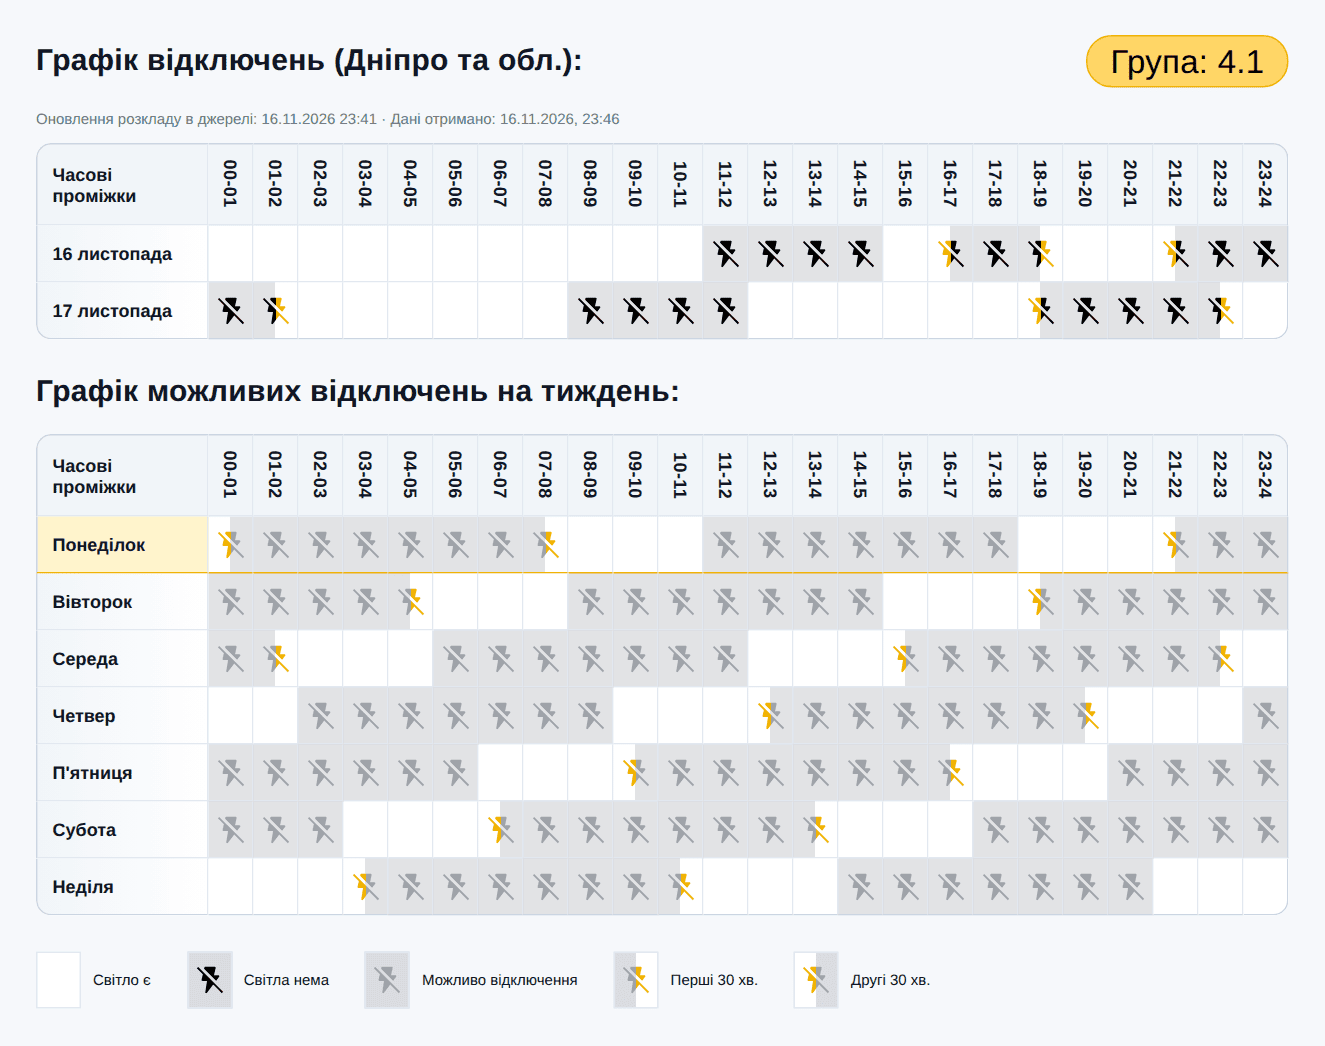 Графік відключень (Дніпро та обл.):
Група: 4.1
Оновлення розкладу в джерелі: 16.11.2026 23:41 · Дані отримано: 16.11.2026, 23:46
Часові
проміжки
00-01 01-02 02-03 03-04 04-05 05-06 06-07 07-08 08-09 09-10 10-11 11-12 12-13 13-14 14-15 15-16 16-17 17-18 18-19 19-20 20-21 21-22 22-23 23-24
16 листопада
17 листопада
Графік можливих відключень на тиждень:
Часові
проміжки
00-01 01-02 02-03 03-04 04-05 05-06 06-07 07-08 08-09 09-10 10-11 11-12 12-13 13-14 14-15 15-16 16-17 17-18 18-19 19-20 20-21 21-22 22-23 23-24
Понеділок
Вівторок
Середа
Четвер
П'ятниця
Субота
Неділя
Світло є
Світла нема
Можливо відключення
Перші 30 хв.
Другі 30 хв.